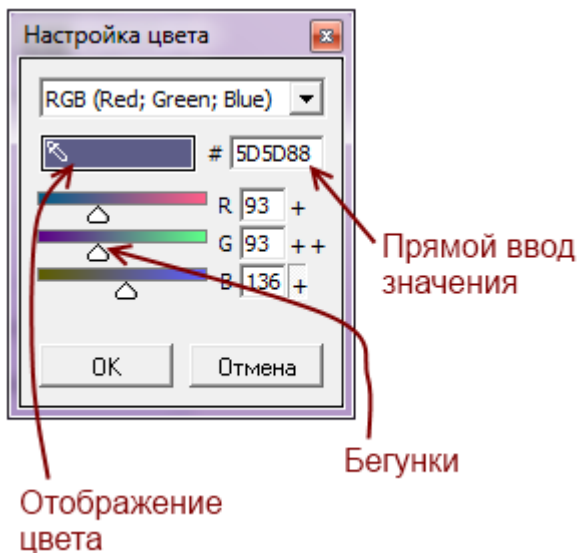 Настройка цвета
RGB (Red; Green; Blue)
# 5D5D88
R 93 +
G 93 ++
B 136 +
OK Отмена
Прямой ввод
значения
Бегунки
Отображение
цвета